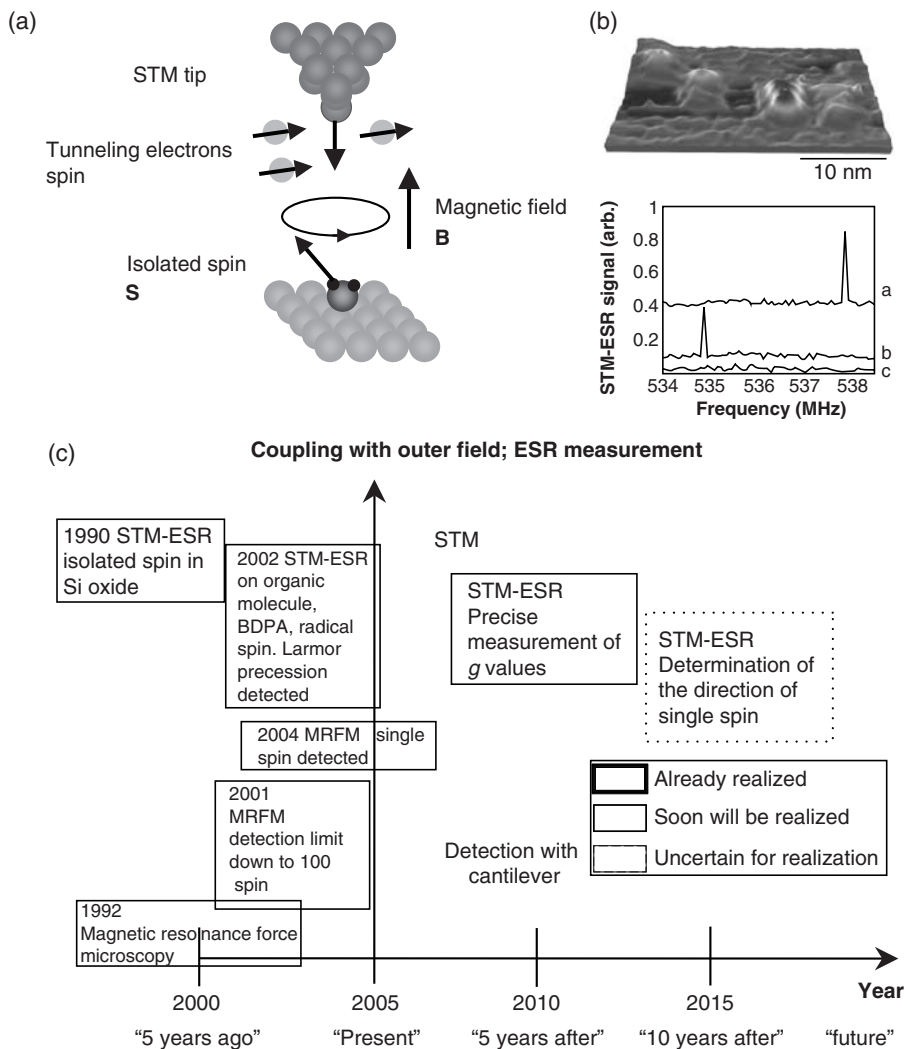 (a)
STM tip
Tunneling electrons
spin
Magnetic field
B
Isolated spin
S
(b)
10 nm
STM-ESR signal (arb.)
1
0.8
0.6
0.4
0.2
a
b
c
534 535 536 537 538
Frequency (MHz)
(c)
Coupling with outer field; ESR measurement
1990 STM-ESR
isolated spin in
Si oxide
2002 STM-ESR
on organic
molecule,
BDPA, radical
spin. Larmor
precession
detected
STM
STM-ESR
Precise
measurement of
g values
STM-ESR
Determination of
the direction of
single spin
2004 MRFM single
spin detected
2001
MRFM
detection limit
down to 100
spin
Detection with
cantilever
Already realized
Soon will be realized
Uncertain for realization
1992
Magnetic resonance force
microscopy
Year
2000 2005 2010 2015
"5 years ago" "Present" "5 years after" "10 years after" "future"